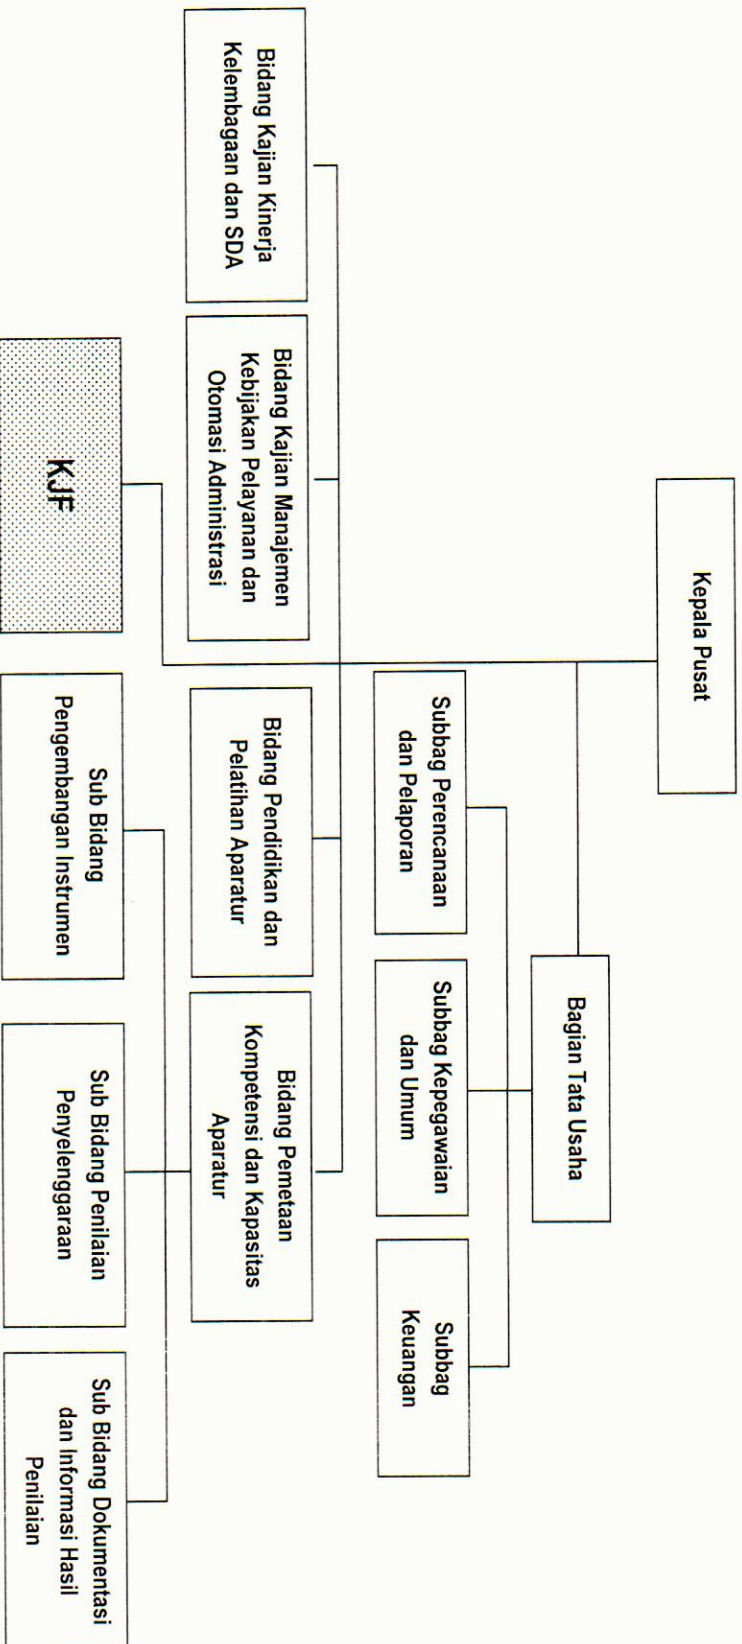 Kepala Pusat
Bagian Tata Usaha
Subbag Perencanaan
dan Pelaporan
Subbag Kepegawaian
dan Umum
Subbag
Keuangan
Bidang Kajian Kinerja
Kelembagaan dan SDA
Bidang Kajian Manajemen
Kebijakan Pelayanan dan
Otomasi Administrasi
Bidang Pendidikan dan
Pelatihan Aparatur
Bidang Pemetaan
Kompetensi dan Kapasitas
Aparatur
KJF
Sub Bidang
Pengembangan Instrumen
Sub Bidang Penilaian
Penyelenggaraan
Sub Bidang Dokumentasi
dan Informasi Hasil
Penilaian